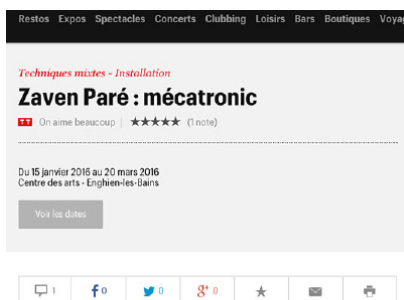 Restos Expos Spectacles Concerts Clubbing Loisirs Bars Boutiques Voyag
Techniques mixtes - Installation
Zaven Paré : mécatronic
TT On aime beaucoup | ★★★★★ (1 note)
Du 15 janvier 2016 au 20 mars 2016
Centre des arts - Enghien-les-Bains
Voir les dates
1 f 0 0 g+ 0